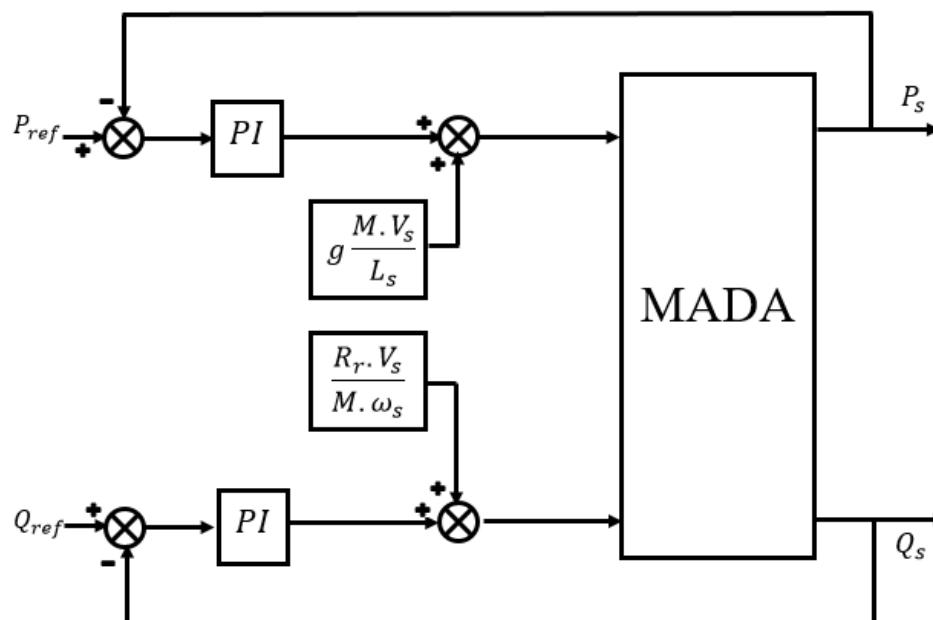 P_ref
-
+
PI
+
+
P_s
g M.V_s / L_s
MADA
R_r.V_s / M.ω_s
Q_ref
+
-
PI
+
+
Q_s